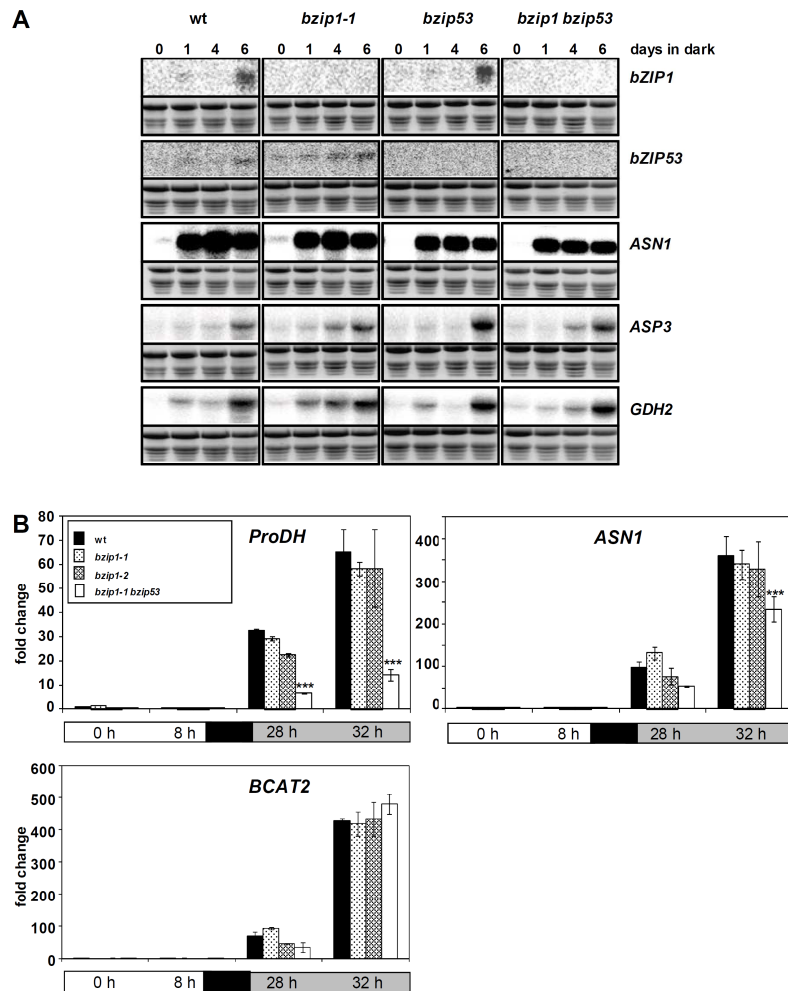 A
wt bzip1-1 bzip53 bzip1 bzip53
0 1 4 6 0 1 4 6 0 1 4 6 0 1 4 6 days in dark
bZIP1
bZIP53
ASN1
ASP3
GDH2
B
80
70
60
50
40
30
20
10
0
fold change
wt
bzip1-1
bzip1-2
bzip1-1 bzip53
ProDH
***
***
0 h 8 h 28 h 32 h
400
300
200
100
0
ASN1
***
0 h 8 h 28 h 32 h
600
500
400
300
200
100
0
fold change
BCAT2
0 h 8 h 28 h 32 h